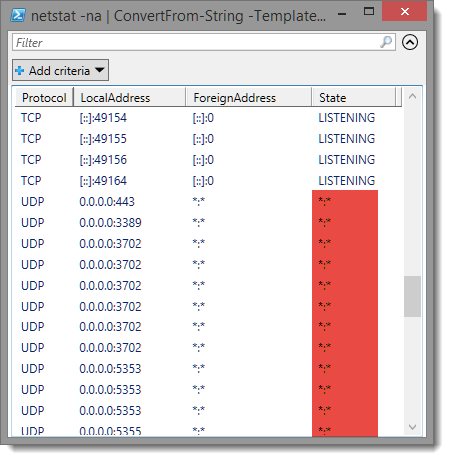 netstat -na | ConvertFrom-String -Template...
Filter
Add criteria
Protocol LocalAddress ForeignAddress State
TCP [::]:49154 [::]:0 LISTENING
TCP [::]:49155 [::]:0 LISTENING
TCP [::]:49156 [::]:0 LISTENING
TCP [::]:49164 [::]:0 LISTENING
UDP 0.0.0.0:443 *:* *:*
UDP 0.0.0.0:3389 *:* *:*
UDP 0.0.0.0:3702 *:* *:*
UDP 0.0.0.0:3702 *:* *:*
UDP 0.0.0.0:3702 *:* *:*
UDP 0.0.0.0:3702 *:* *:*
UDP 0.0.0.0:3702 *:* *:*
UDP 0.0.0.0:3702 *:* *:*
UDP 0.0.0.0:5353 *:* *:*
UDP 0.0.0.0:5353 *:* *:*
UDP 0.0.0.0:5353 *:* *:*
UDP 0.0.0.0:5355 *:* *:*